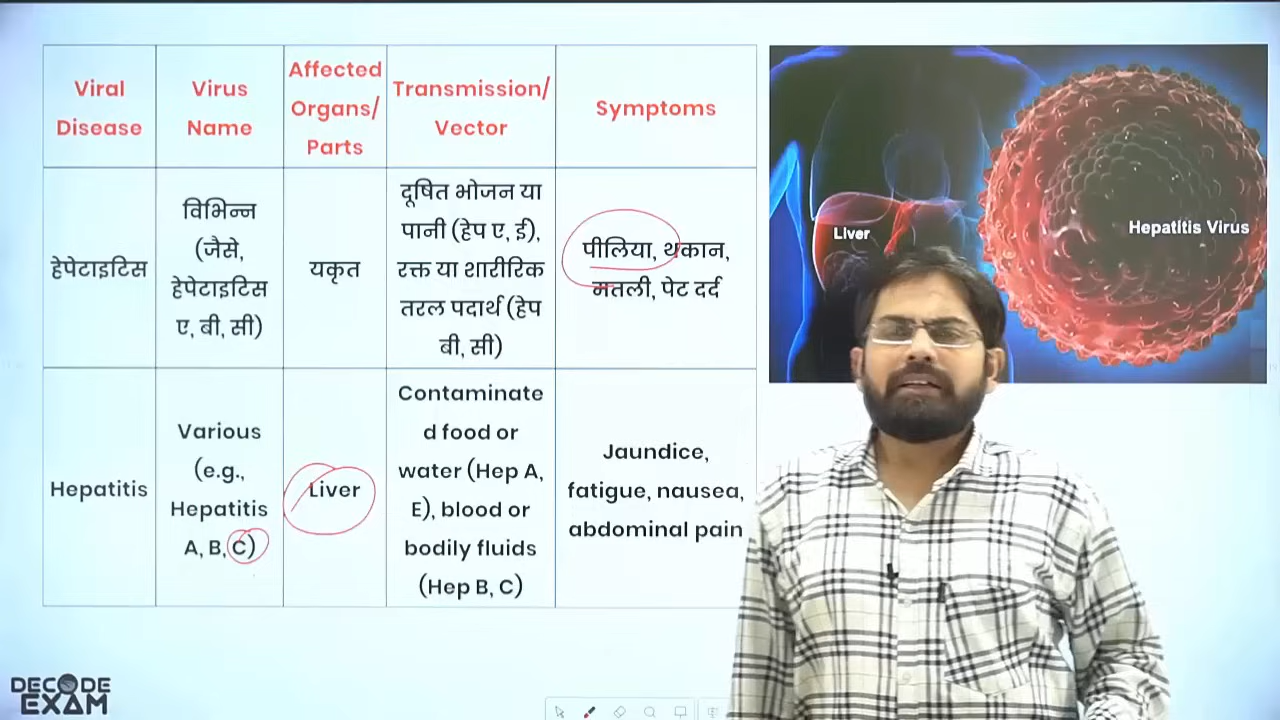 Viral
Disease
Virus
Name
Affected
Organs/
Parts
Transmission/
Vector
Symptoms
हेपेटाइटिस
विभिन्न
(जैसे,
हेपेटाइटिस
ए, बी, सी)
यकृत
दूषित भोजन या
पानी (हेप ए, ई),
रक्त या शारीरिक
तरल पदार्थ (हेप
बी, सी)
पीलिया, थकान,
मतली, पेट दर्द
Hepatitis
Various
(e.g.,
Hepatitis
A, B, C)
Liver
Contaminate
d food or
water (Hep A,
E), blood or
bodily fluids
(Hep B, C)
Jaundice,
fatigue, nausea,
abdominal pain
Liver
Hepatitis Virus
DECODE
EXAM